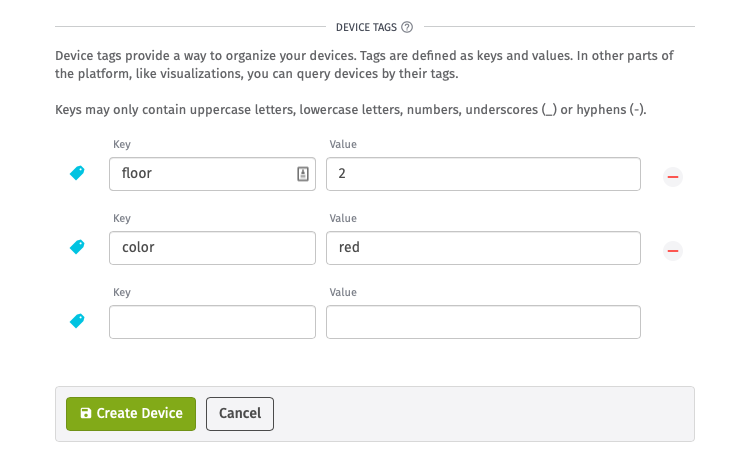 DEVICE TAGS
Device tags provide a way to organize your devices. Tags are defined as keys and values. In other parts of
the platform, like visualizations, you can query devices by their tags.
Keys may only contain uppercase letters, lowercase letters, numbers, underscores (_) or hyphens (-).
Key Value
floor 2
Key Value
color red
Key Value
Create Device Cancel